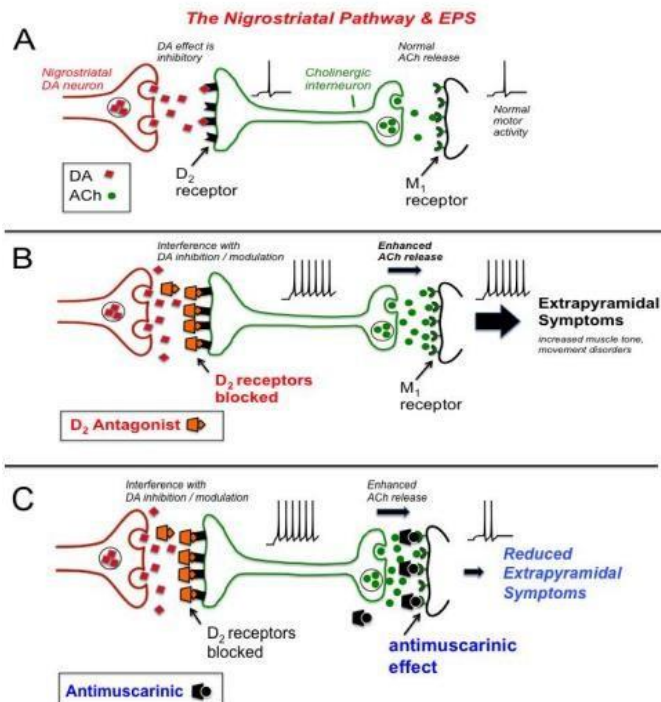 The Nigrostriatal Pathway & EPS
A
Nigrostriatal
DA neuron
DA effect is
inhibitory
Cholinergic
interneuron
Normal
ACh release
Normal
motor
activity
D2
receptor
M1
receptor
DA
ACh
B
Interference with
DA inhibition / modulation
Enhanced
ACh release
Extrapyramidal
Symptoms
increased muscle tone,
movement disorders
D2 receptors
blocked
M1
receptor
D2 Antagonist
C
Interference with
DA inhibition / modulation
Enhanced
ACh release
Reduced
Extrapyramidal
Symptoms
D2 receptors
blocked
antimuscarinic
effect
Antimuscarinic